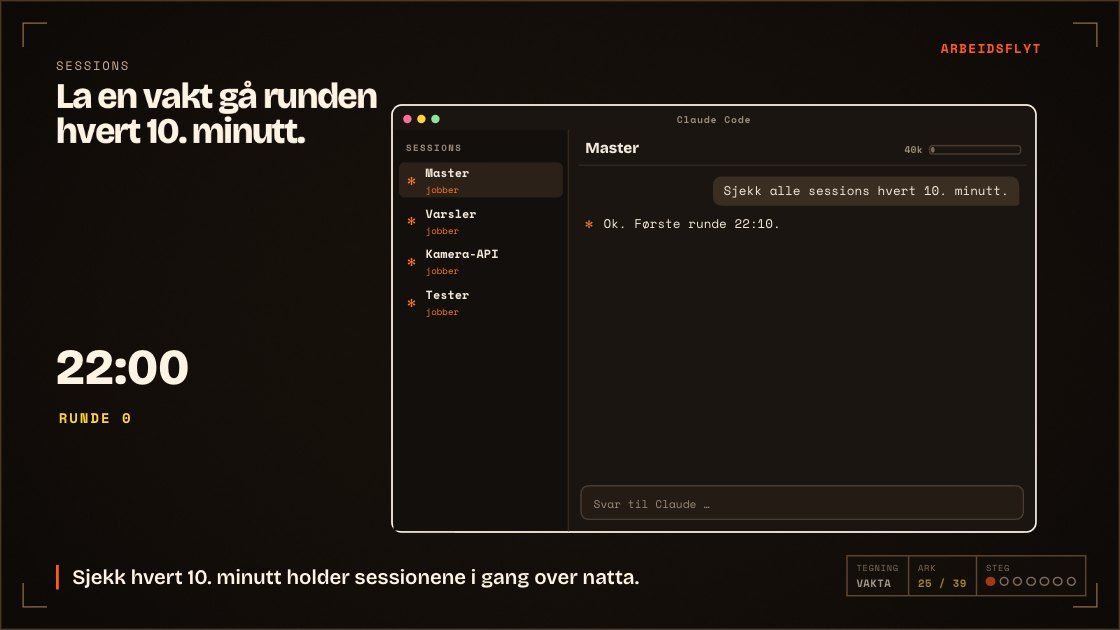 ARBEIDSFLYT
SESSIONS
La en vakt gå runden
hvert 10. minutt.
22:00
RUNDE 0
Claude Code
SESSIONS
Master
jobber
Varsler
jobber
Kamera-API
jobber
Tester
jobber
Master
40k
Sjekk alle sessions hvert 10. minutt.
Ok. Første runde 22:10.
Svar til Claude …
Sjekk hvert 10. minutt holder sessionene i gang over natta.
TEGNING
VAKTA
ARK
25 / 39
STEG